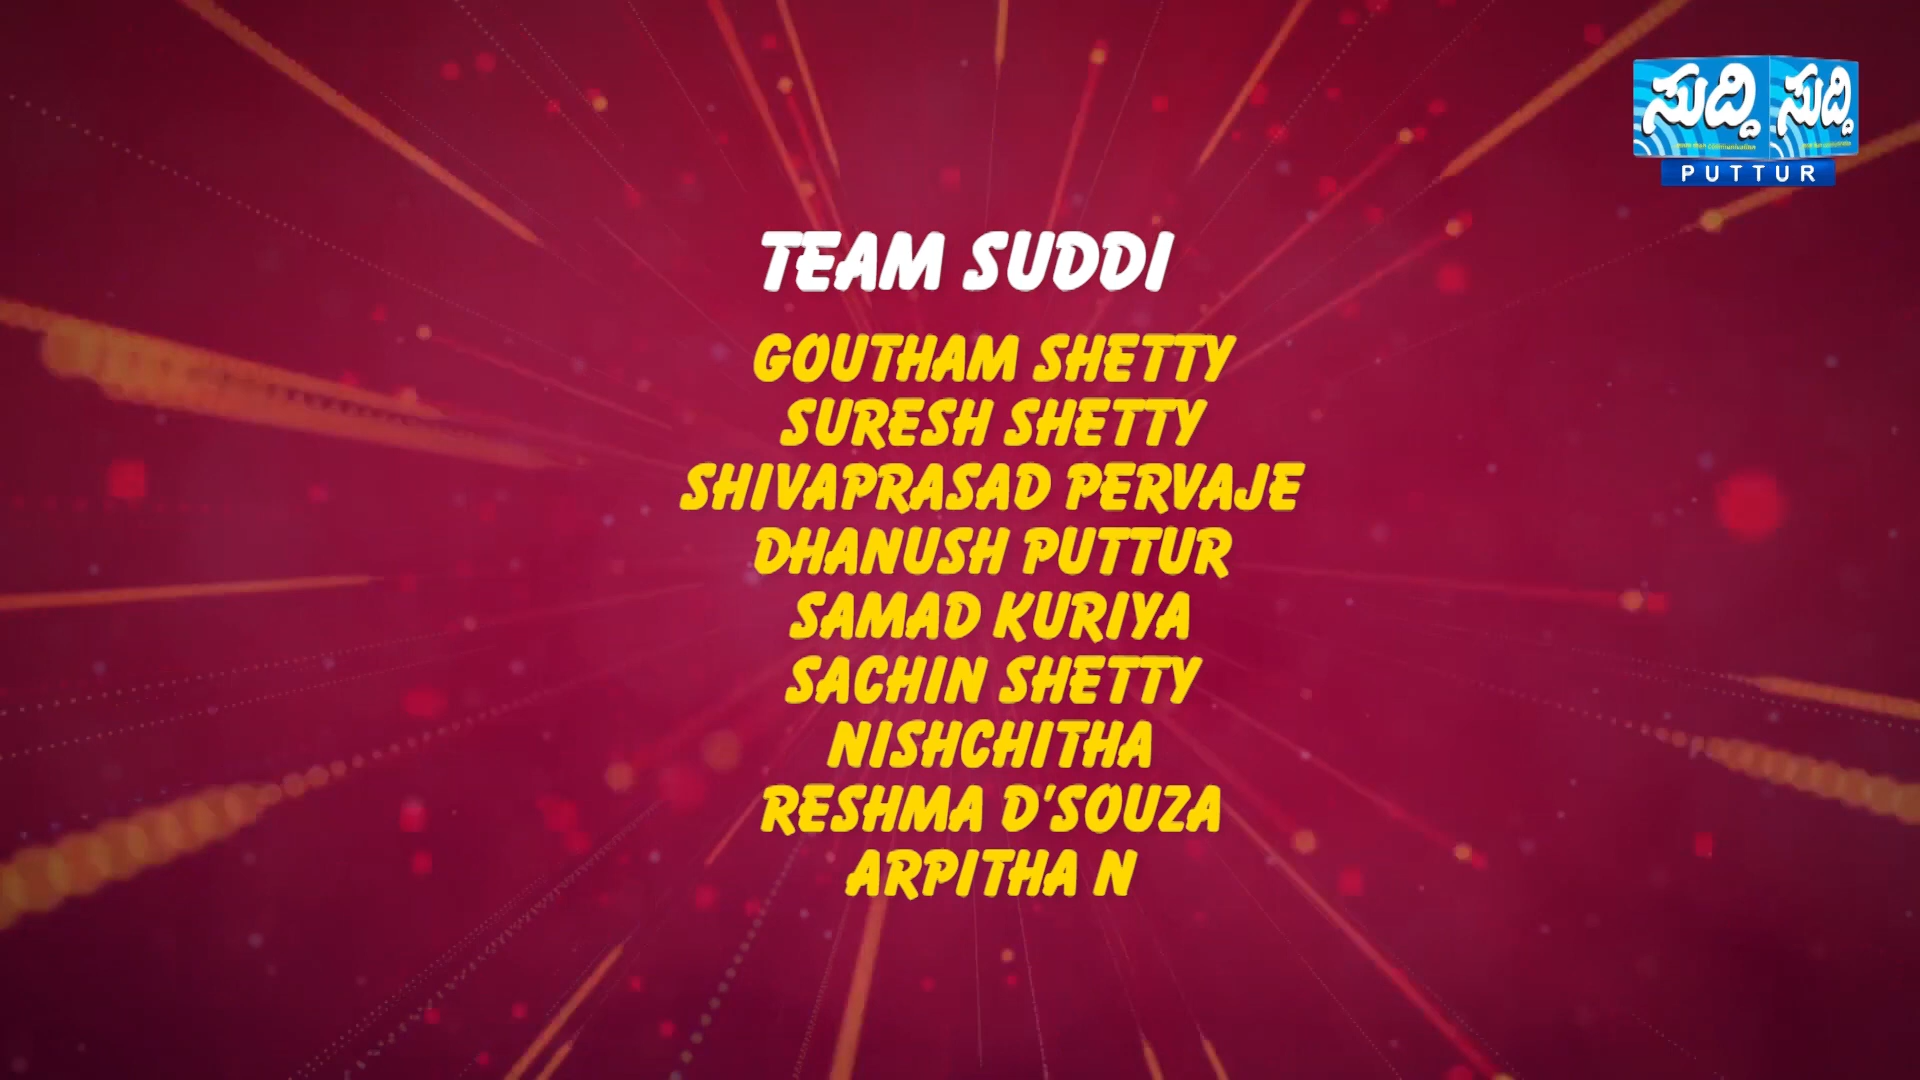 ಸುದ್ದಿ ಸುದ್ದಿ
PUTTUR
TEAM SUDDI
GOUTHAM SHETTY
SURESH SHETTY
SHIVAPRASAD PERVAJE
DHANUSH PUTTUR
SAMAD KURIYA
SACHIN SHETTY
NISHCHITHA
RESHMA D'SOUZA
ARPITHA N